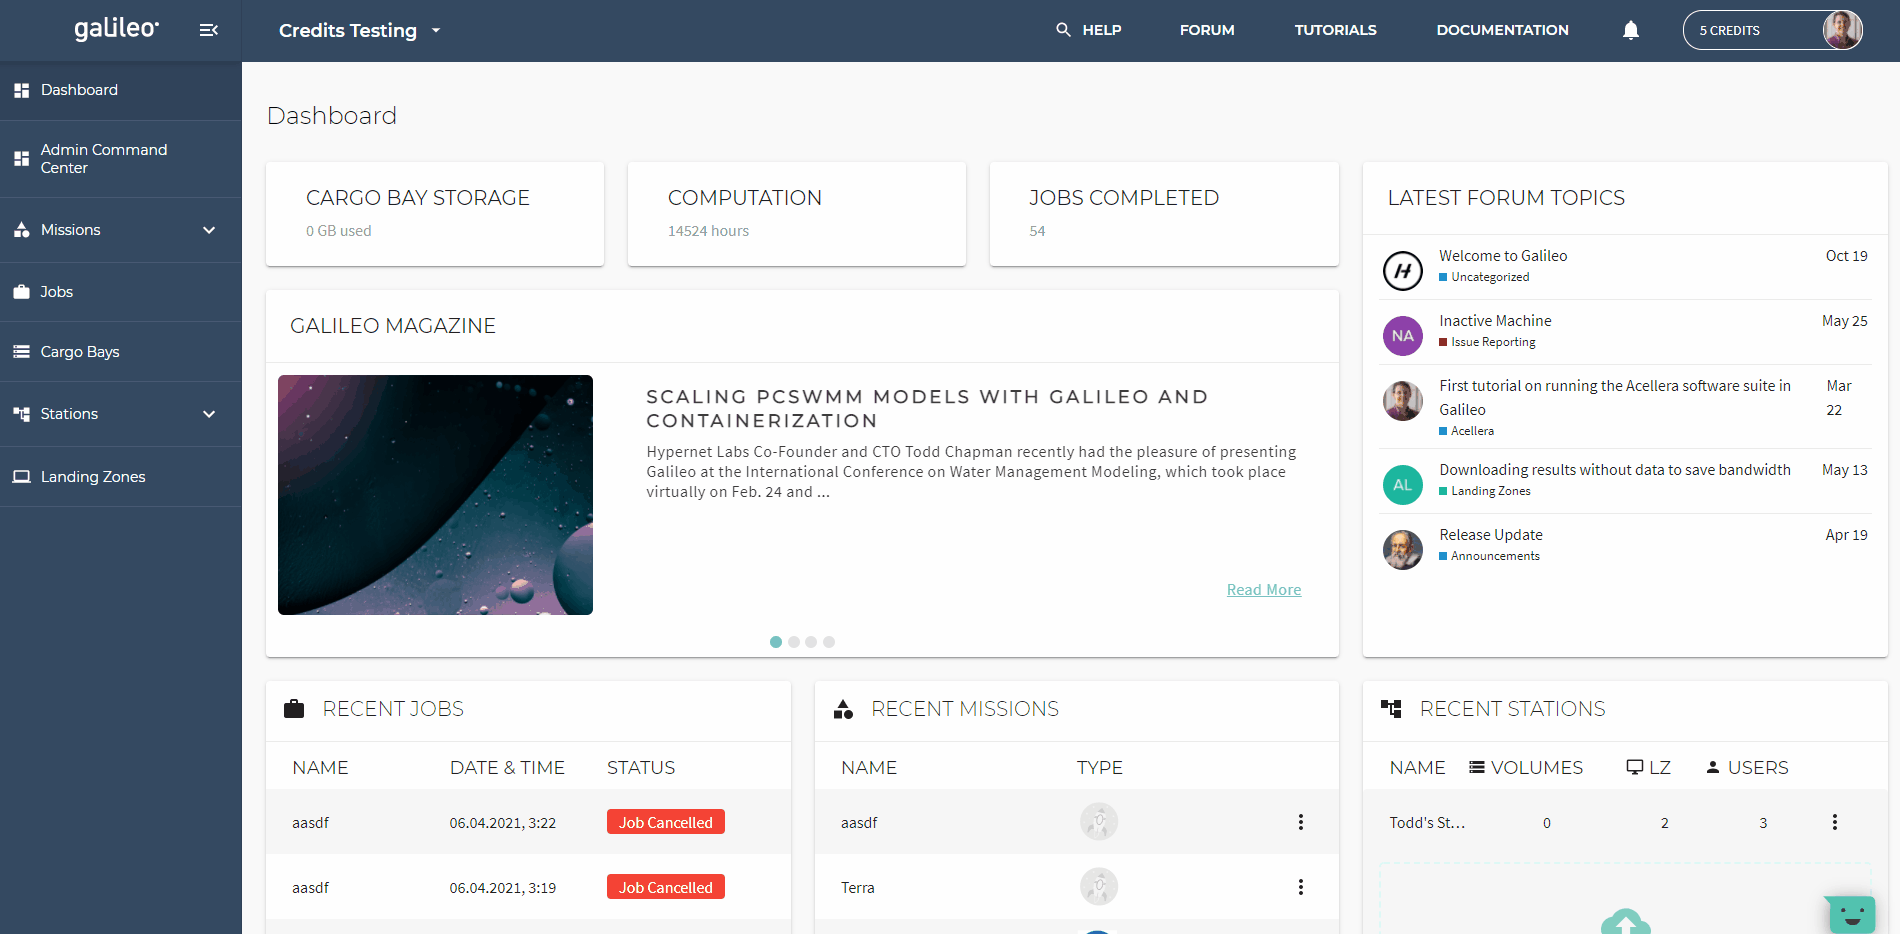 galileo
Credits Testing
HELP
FORUM
TUTORIALS
DOCUMENTATION
5 CREDITS
Dashboard
Admin Command
Center
Missions
Jobs
Cargo Bays
Stations
Landing Zones
Dashboard
CARGO BAY STORAGE
0 GB used
COMPUTATION
14524 hours
JOBS COMPLETED
54
GALILEO MAGAZINE
SCALING PCSWMM MODELS WITH GALILEO AND
CONTAINERIZATION
Hypernet Labs Co-Founder and CTO Todd Chapman recently had the pleasure of presenting
Galileo at the International Conference on Water Management Modeling, which took place
virtually on Feb. 24 and ...
Read More
LATEST FORUM TOPICS
H
Welcome to Galileo
Oct 19
Uncategorized
NA
Inactive Machine
May 25
Issue Reporting
First tutorial on running the Acellera software suite in
Galileo
Mar
22
Acellera
AL
Downloading results without data to save bandwidth
May 13
Landing Zones
Release Update
Apr 19
Announcements
RECENT JOBS
NAME DATE & TIME STATUS
aasdf 06.04.2021, 3:22 Job Cancelled
aasdf 06.04.2021, 3:19 Job Cancelled
RECENT MISSIONS
NAME TYPE
aasdf
Terra
RECENT STATIONS
NAME VOLUMES LZ USERS
Todd's St... 0 2 3